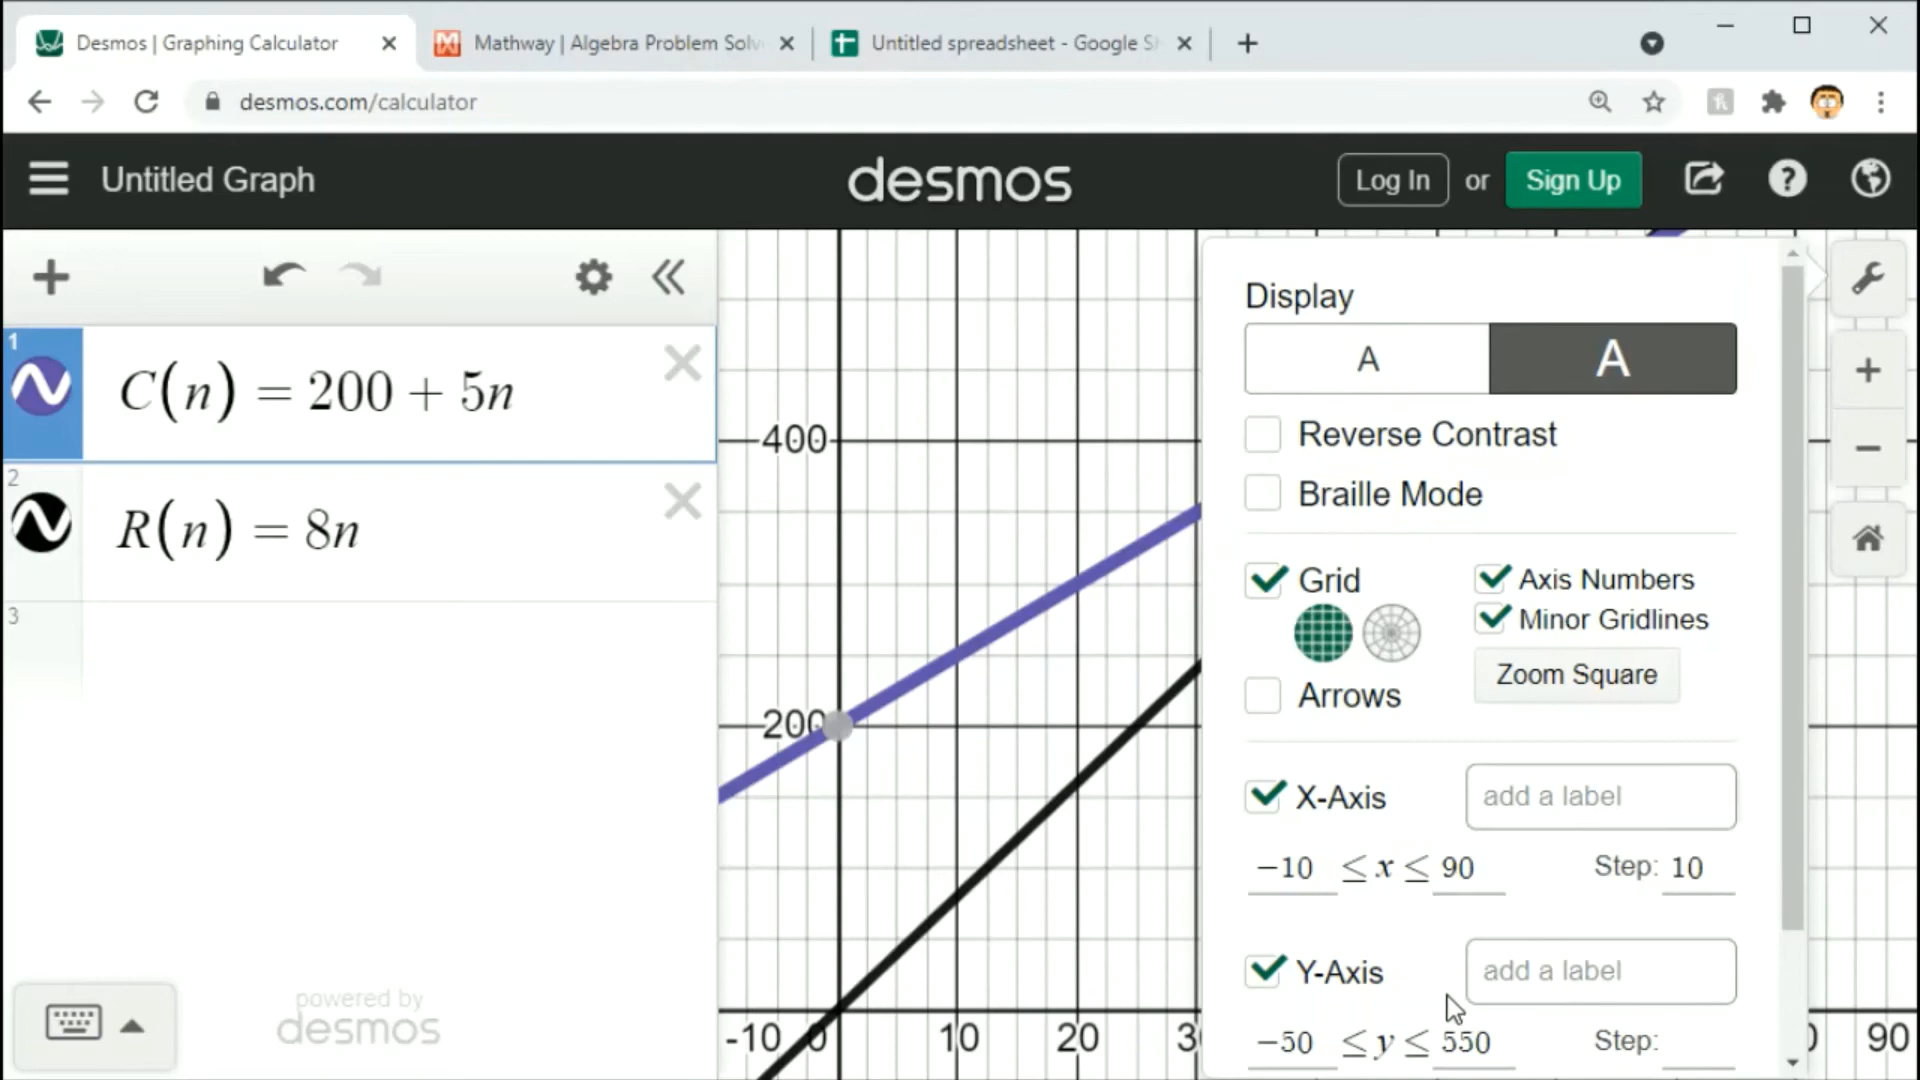 Desmos | Graphing Calculator
Mathway | Algebra Problem Solv
Untitled spreadsheet - Google Sh
desmos.com/calculator
Untitled Graph
desmos
Log In or Sign Up
Display
A A
1
C(n) = 200 + 5n
Reverse Contrast
400
2
Braille Mode
R(n) = 8n
Grid
Axis Numbers
3
Minor Gridlines
Zoom Square
Arrows
200
X-Axis
add a label
−10 ≤ x ≤ 90 Step: 10
Y-Axis
add a label
powered by
desmos
-10 0 10 20 3
90
−50 ≤ y ≤ 550 Step: